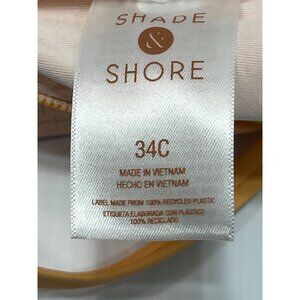 SHADE
&
SHORE
34C
MADE IN VIETNAM
HECHO EN VIETNAM
LABEL MADE FROM 100% RECYCLED PLASTIC
ETIQUETA ELABORADA CON PLASTICO
100% RECICLADO